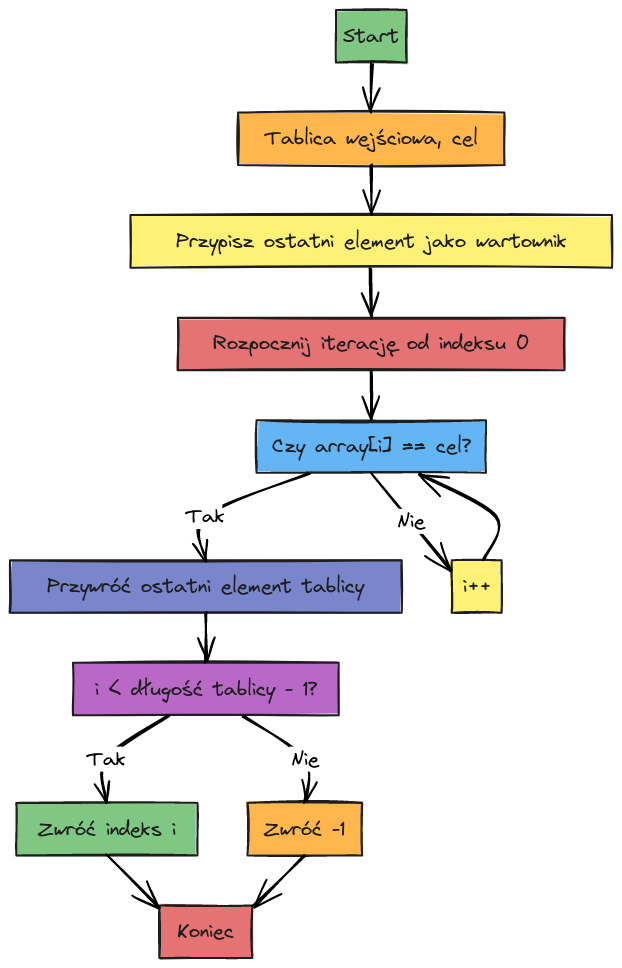 Start
Tablica wejściowa, cel
Przypisz ostatni element jako wartownik
Rozpocznij iterację od indeksu 0
Czy array[i] == cel?
Tak
Nie
Przywróć ostatni element tablicy
i++
i < długość tablicy - 1?
Tak
Nie
Zwróć indeks i
Zwróć -1
Koniec